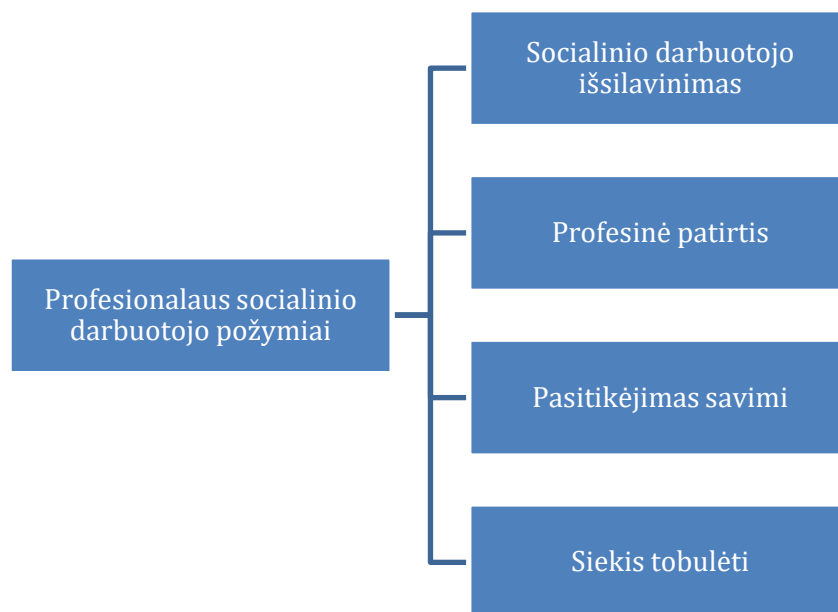 Socialinio darbuotojo
išsilavinimas
Profesinė patirtis
Profesionalaus socialinio
darbuotojo požymiai
Pasitikėjimas savimi
Siekis tobulėti